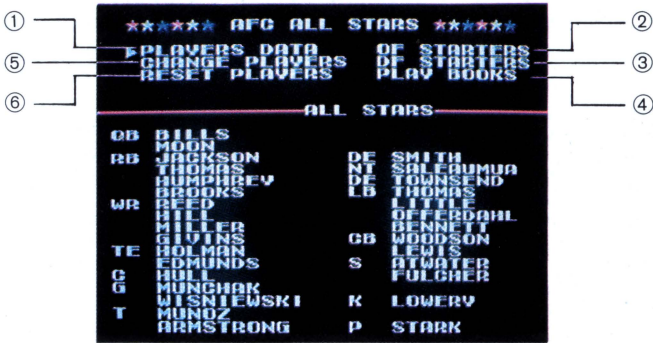 AFC ALL STARS
① PLAYERS DATA OF STARTERS ②
⑤ CHANGE PLAYERS DF STARTERS ③
⑥ RESET PLAYERS PLAY BOOKS ④
ALL STARS
QB BILLS
MOON
RB JACKSON DE SMITH
THOMAS NT SALEAUMUA
HUMPHREY DE TOWNSEND
BROOKS LB THOMAS
WR REED LITTLE
HILL OFFERDAHL
MILLER BENNETT
GIVINS CB WOODSON
TE HOLMAN LEWIS
EDMUNDS S ATWATER
C HULL FULCHER
G MUNCHAK
WISNIEWSKI K LOWERY
T MUNOZ
ARMSTRONG P STARK